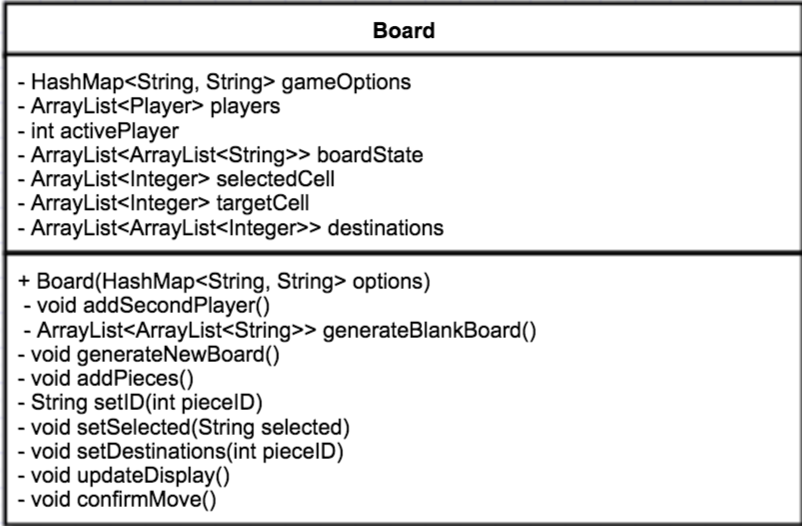 Board
- HashMap<String, String> gameOptions
- ArrayList<Player> players
- int activePlayer
- ArrayList<ArrayList<String>> boardState
- ArrayList<Integer> selectedCell
- ArrayList<Integer> targetCell
- ArrayList<ArrayList<Integer>> destinations
+ Board(HashMap<String, String> options)
- void addSecondPlayer()
- ArrayList<ArrayList<String>> generateBlankBoard()
- void generateNewBoard()
- void addPieces()
- String setID(int pieceID)
- void setSelected(String selected)
- void setDestinations(int pieceID)
- void updateDisplay()
- void confirmMove()